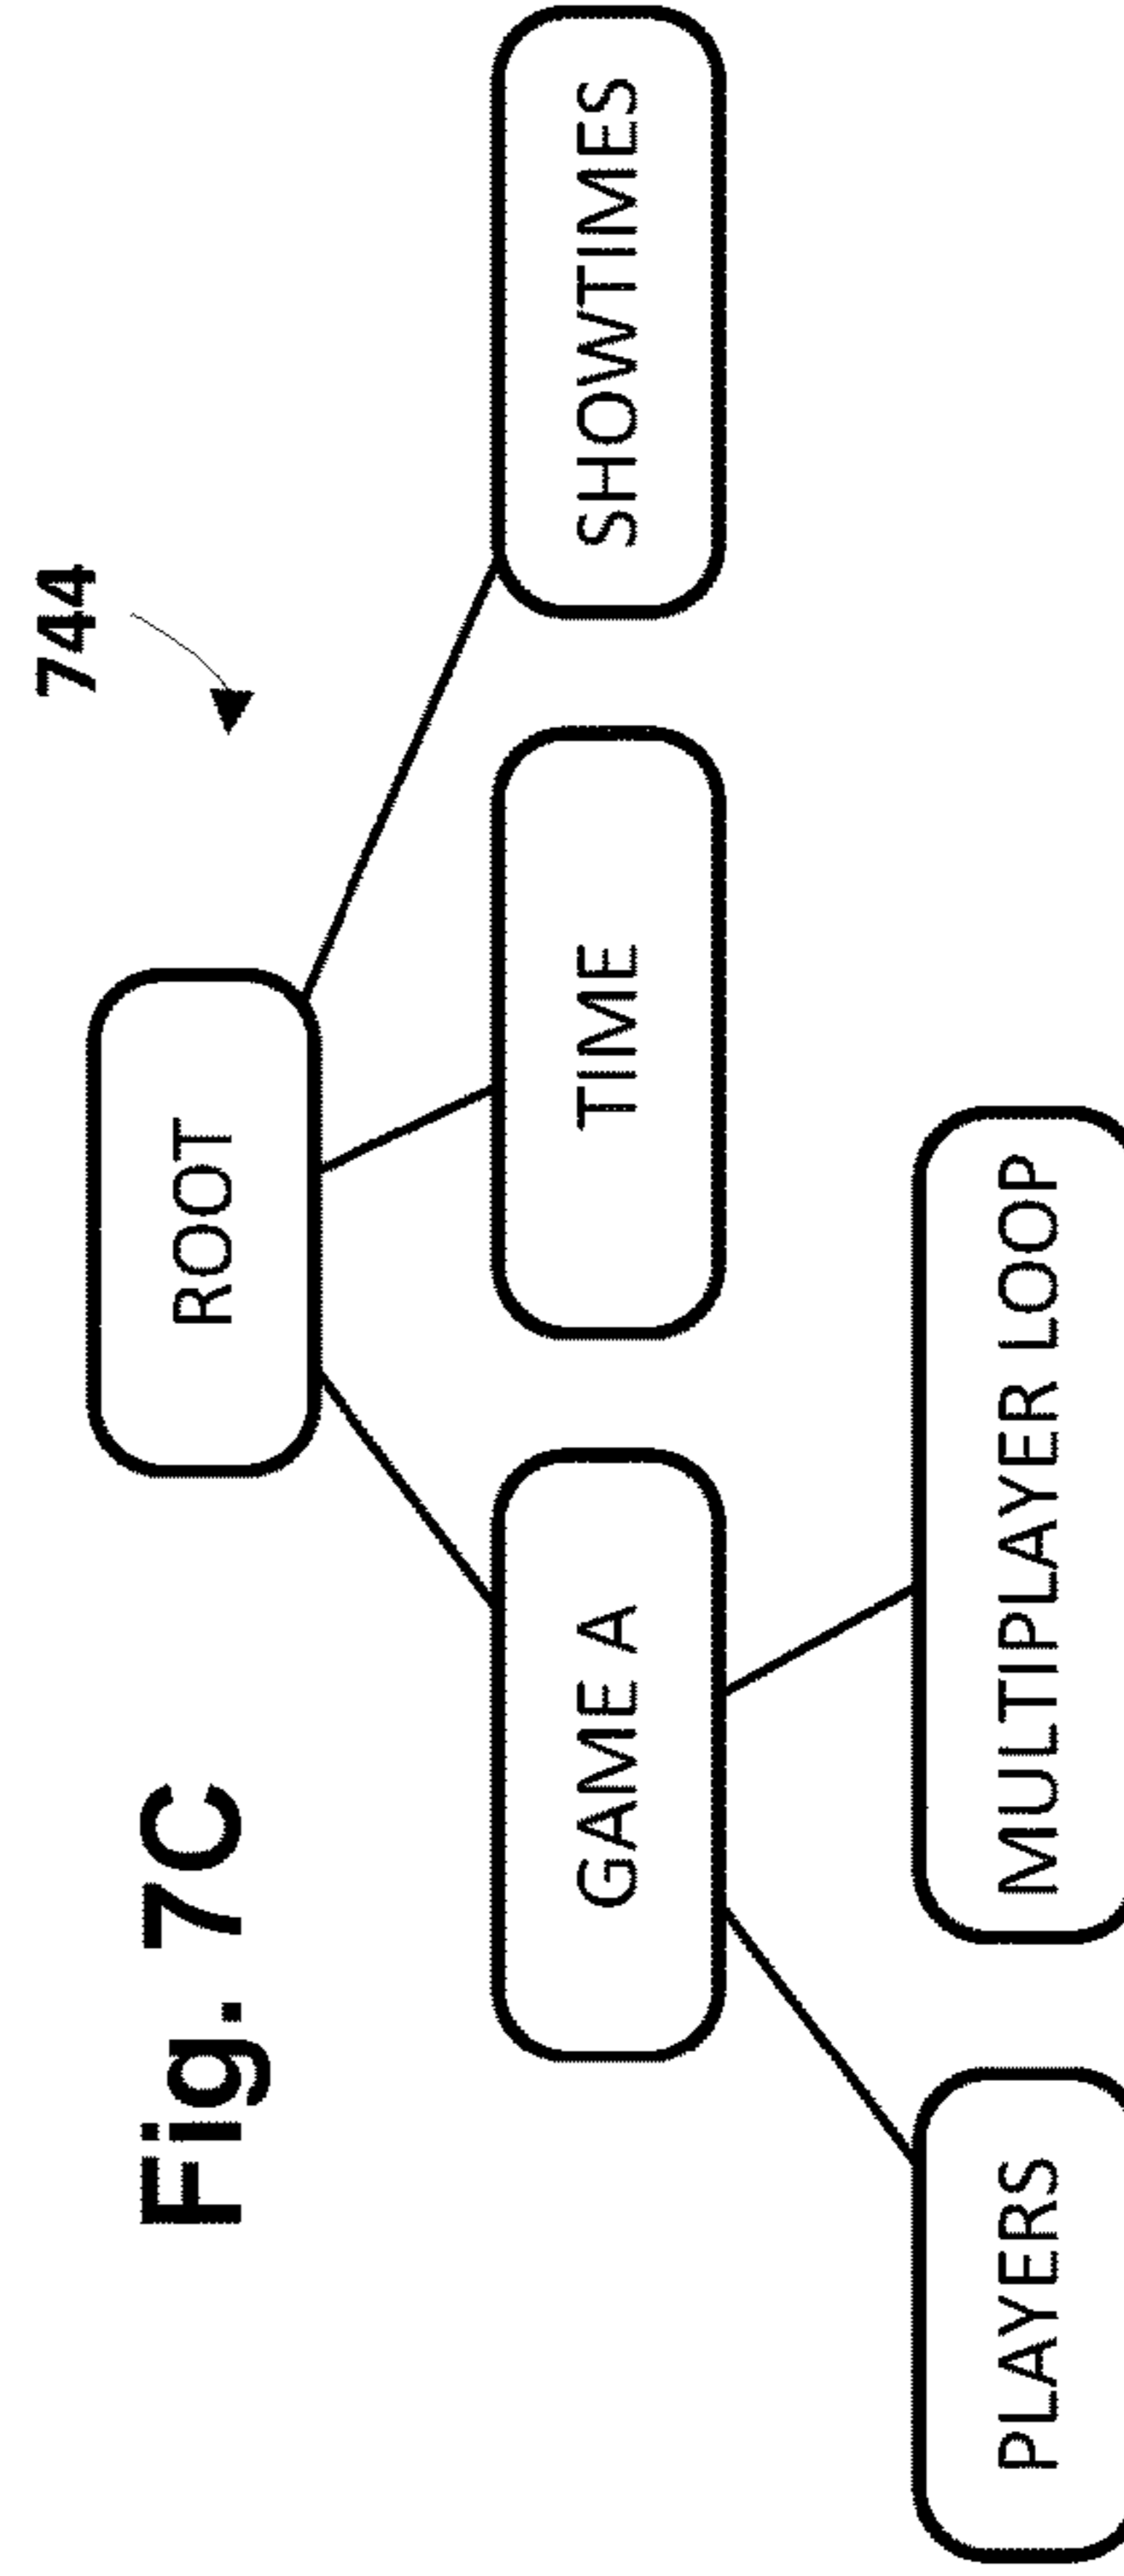 Fig. 7C
744
ROOT
GAME A
TIME
SHOWTIMES
PLAYERS
MULTIPLAYER LOOP